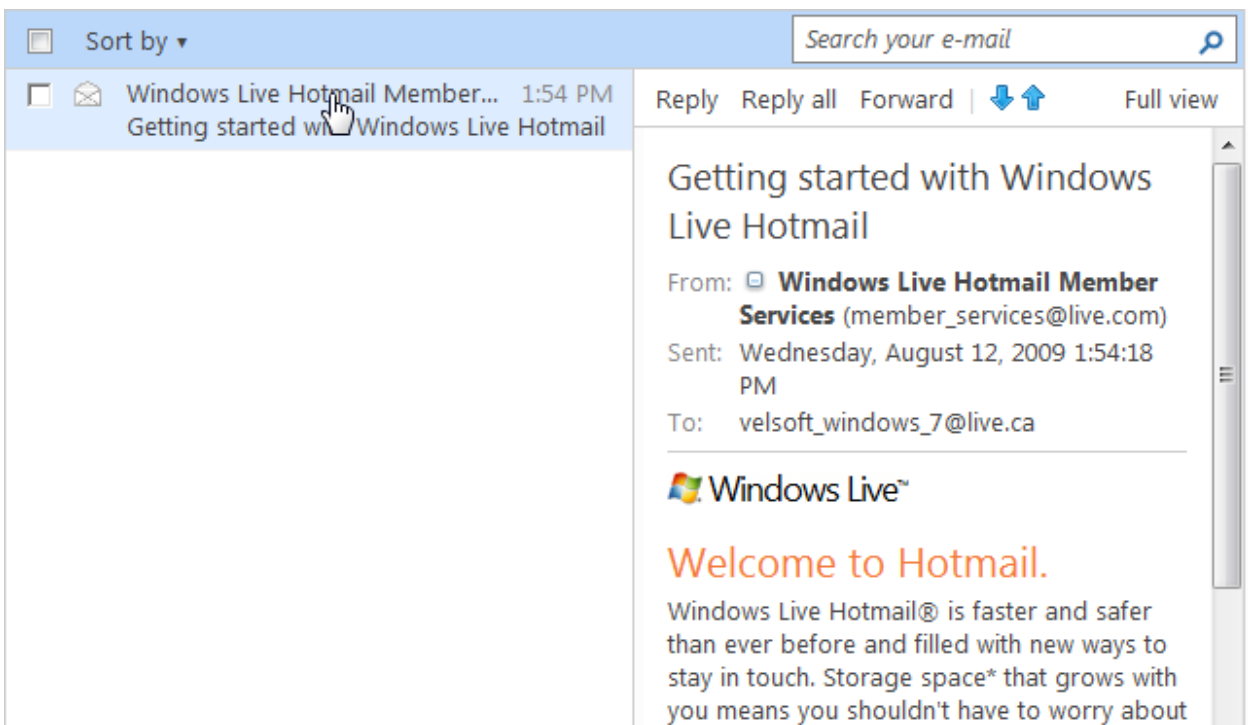 Sort by ▾
Search your e-mail
Windows Live Hotmail Member... 1:54 PM
Getting started with Windows Live Hotmail
Reply Reply all Forward | Full view
Getting started with Windows
Live Hotmail
From: Windows Live Hotmail Member
Services (member_services@live.com)
Sent: Wednesday, August 12, 2009 1:54:18
PM
To: velsoft_windows_7@live.ca
Windows Live™
Welcome to Hotmail.
Windows Live Hotmail® is faster and safer
than ever before and filled with new ways to
stay in touch. Storage space* that grows with
you means you shouldn't have to worry about